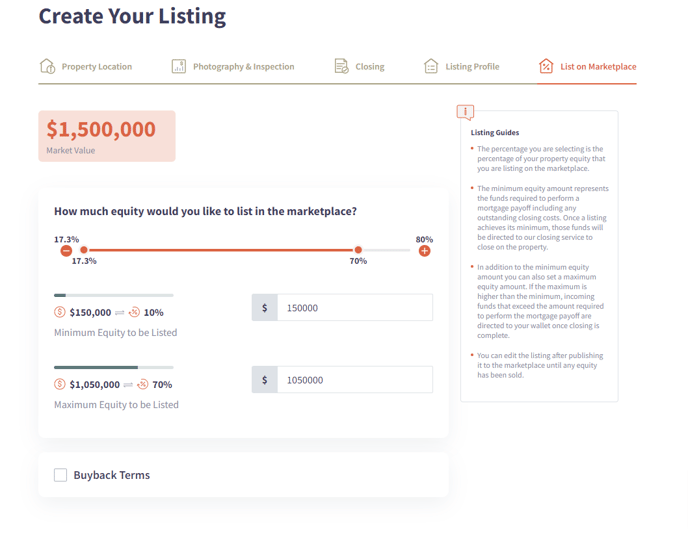 Create Your Listing
Property Location
Photography & Inspection
Closing
Listing Profile
List on Marketplace
$1,500,000
Market Value
How much equity would you like to list in the marketplace?
17.3%
80%
17.3%
70%
$150,000
10%
Minimum Equity to be Listed
$ 150000
$1,050,000
70%
Maximum Equity to be Listed
$ 1050000
Buyback Terms
Listing Guides
The percentage you are selecting is the
percentage of your property equity that
you are listing on the marketplace.
The minimum equity amount represents
the funds required to perform a
mortgage payoff including any
outstanding closing costs. Once a listing
achieves its minimum, those funds will
be directed to our closing service to
close on the property.
In addition to the minimum equity
amount you can also set a maximum
equity amount. If the maximum is
higher than the minimum, incoming
funds that exceed the amount required
to perform the mortgage payoff are
directed to your wallet once closing is
complete.
You can edit the listing after publishing
it to the marketplace until any equity
has been sold.